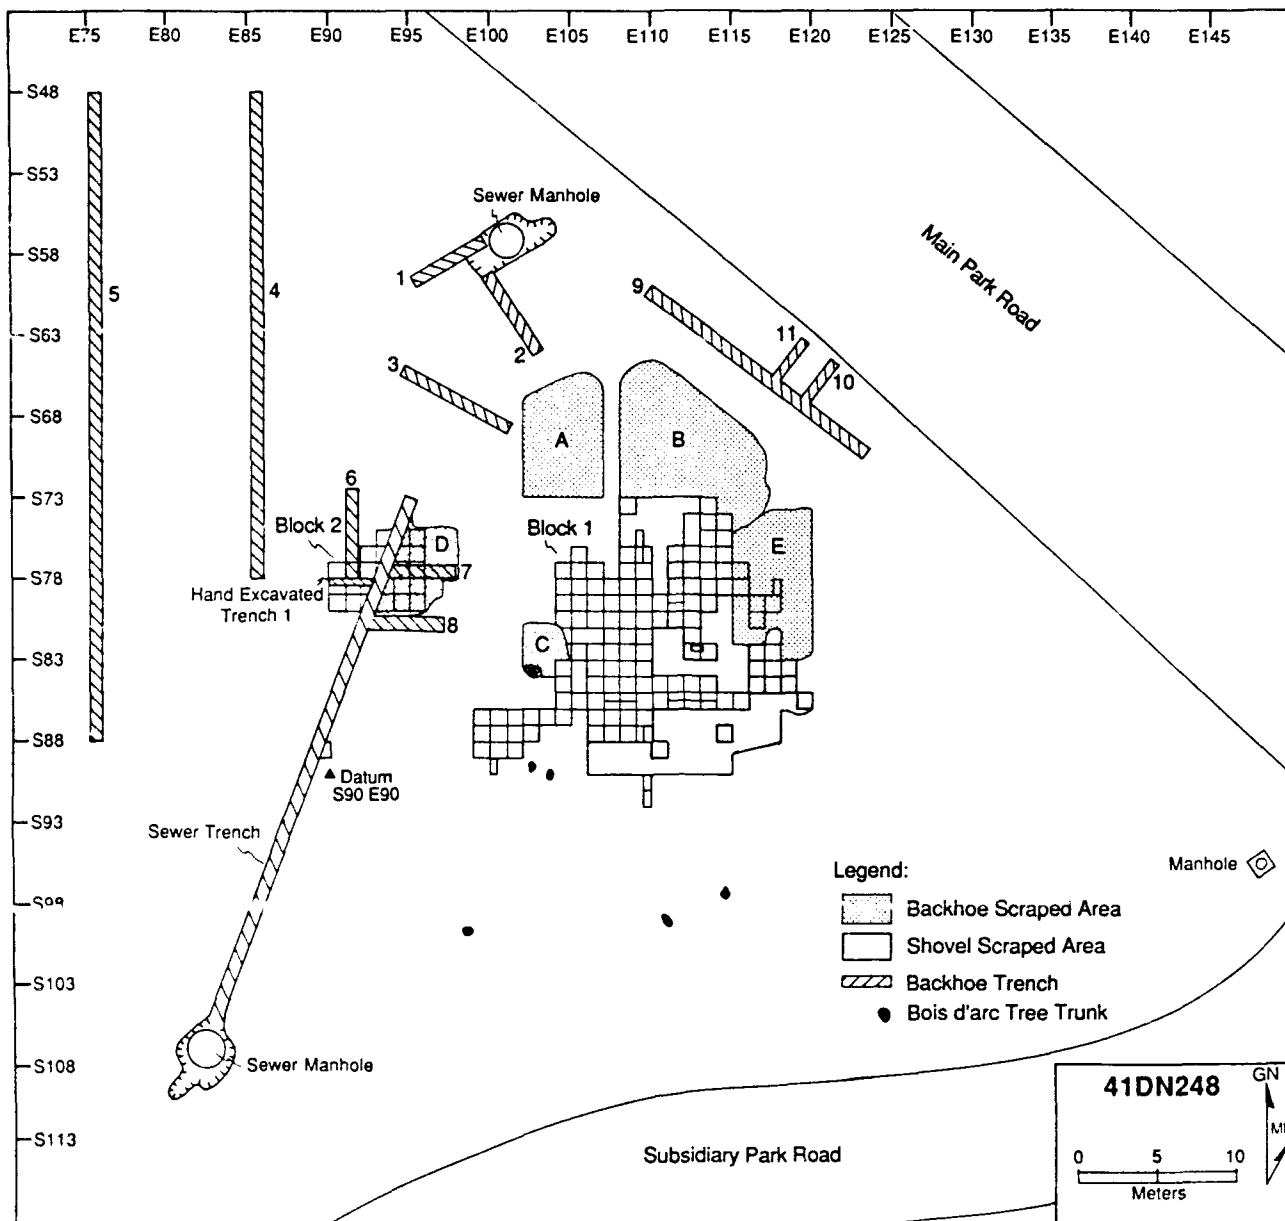 E75 E80 E85 E90 E95 E100 E105 E110 E115 E120 E125 E130 E135 E140 E145
S48
S53
Sewer Manhole
S58
Main Park Road
1
9
5
4
S63
11
2
3
10
S68
A
B
6
S73
Block 2
D
Block 1
E
7
S78
Hand Excavated
Trench 1
8
C
S83
S88
Datum
S90 E90
S93
Sewer Trench
Manhole
Legend:
S98
Backhoe Scraped Area
Shovel Scraped Area
S103
Backhoe Trench
Bois d'arc Tree Trunk
S108
Sewer Manhole
41DN248
GN
S113
Subsidiary Park Road
0 5 10
Meters